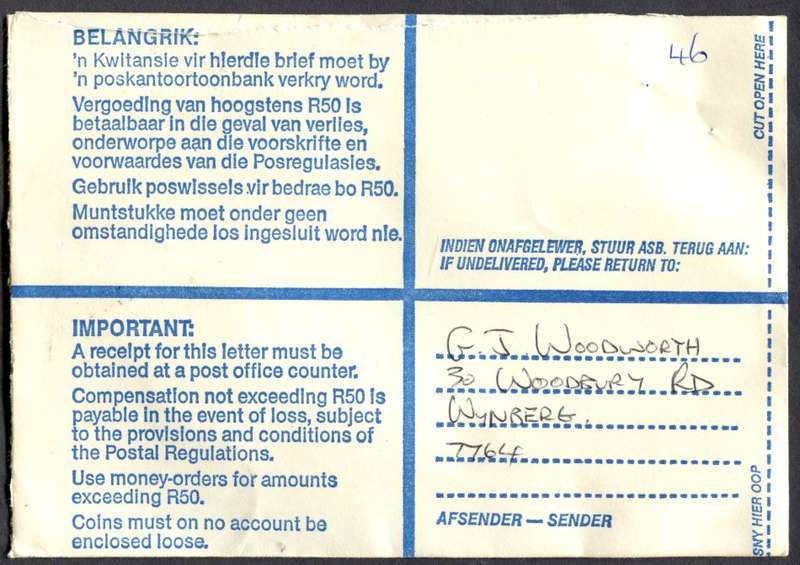 BELANGRIK:
'n Kwitansie vir hierdie brief moet by
'n poskantoortoonbank verkry word.
Vergoeding van hoogstens R50 is
betaalbaar in die geval van verlies,
onderworpe aan die voorskrifte en
voorwaardes van die Posregulasies.
Gebruik poswissels vir bedrae bo R50.
Muntstukke moet onder geen
omstandighede los ingesluit word nie.
46
CUT OPEN HERE
INDIEN ONAFGELEWER, STUUR ASB. TERUG AAN:
IF UNDELIVERED, PLEASE RETURN TO:
IMPORTANT:
A receipt for this letter must be
obtained at a post office counter.
Compensation not exceeding R50 is
payable in the event of loss, subject
to the provisions and conditions of
the Postal Regulations.
Use money-orders for amounts
exceeding R50.
Coins must on no account be
enclosed loose.
G.J. WOODWORTH
30 WOODBURY RD
WYNBERG.
7764
AFSENDER — SENDER
SNY HIER OOP